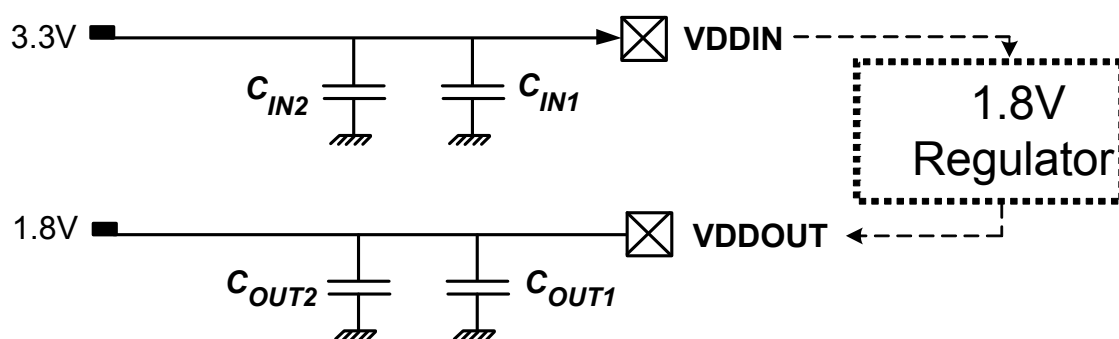 3.3V
VDDIN
C_IN2
C_IN1
1.8V
Regulator
1.8V
VDDOUT
C_OUT2
C_OUT1